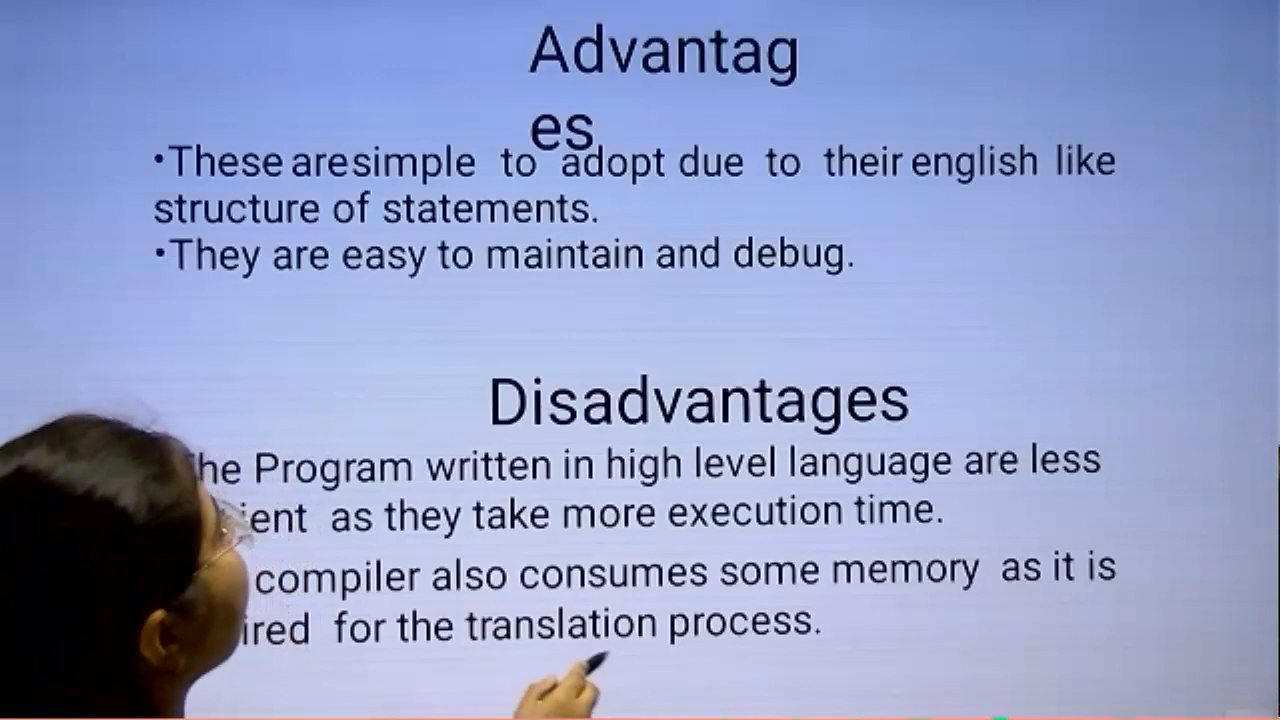 Advantag
es
•These are simple to adopt due to their english like
structure of statements.
•They are easy to maintain and debug.
Disadvantages
he Program written in high level language are less
ient as they take more execution time.
compiler also consumes some memory as it is
ired for the translation process.